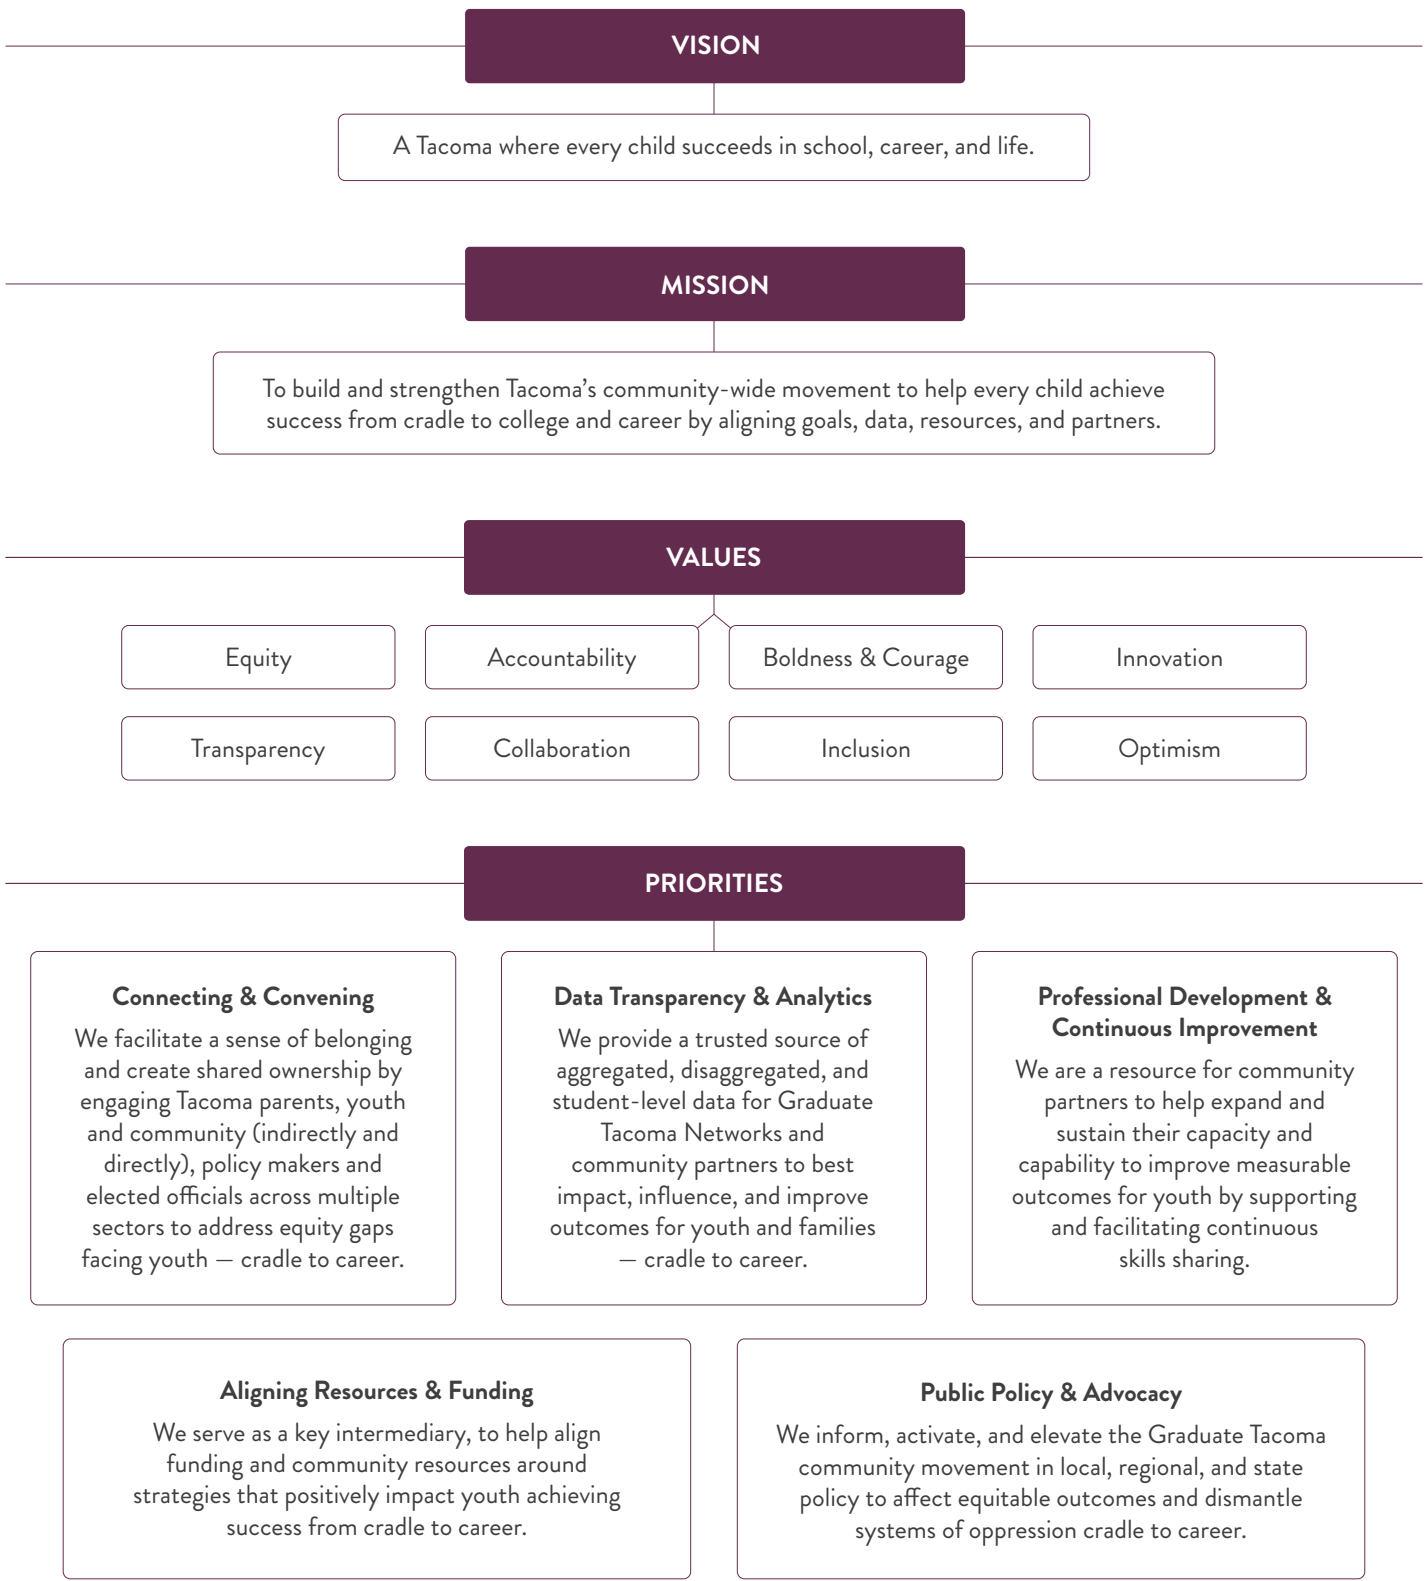 VISION
A Tacoma where every child succeeds in school, career, and life.
MISSION
To build and strengthen Tacoma's community-wide movement to help every child achieve
success from cradle to college and career by aligning goals, data, resources, and partners.
VALUES
Equity
Accountability
Boldness & Courage
Innovation
Transparency
Collaboration
Inclusion
Optimism
PRIORITIES
Connecting & Convening
We facilitate a sense of belonging
and create shared ownership by
engaging Tacoma parents, youth
and community (indirectly and
directly), policy makers and
elected officials across multiple
sectors to address equity gaps
facing youth — cradle to career.
Data Transparency & Analytics
We provide a trusted source of
aggregated, disaggregated, and
student-level data for Graduate
Tacoma Networks and
community partners to best
impact, influence, and improve
outcomes for youth and families
— cradle to career.
Professional Development &
Continuous Improvement
We are a resource for community
partners to help expand and
sustain their capacity and
capability to improve measurable
outcomes for youth by supporting
and facilitating continuous
skills sharing.
Aligning Resources & Funding
We serve as a key intermediary, to help align
funding and community resources around
strategies that positively impact youth achieving
success from cradle to career.
Public Policy & Advocacy
We inform, activate, and elevate the Graduate Tacoma
community movement in local, regional, and state
policy to affect equitable outcomes and dismantle
systems of oppression cradle to career.